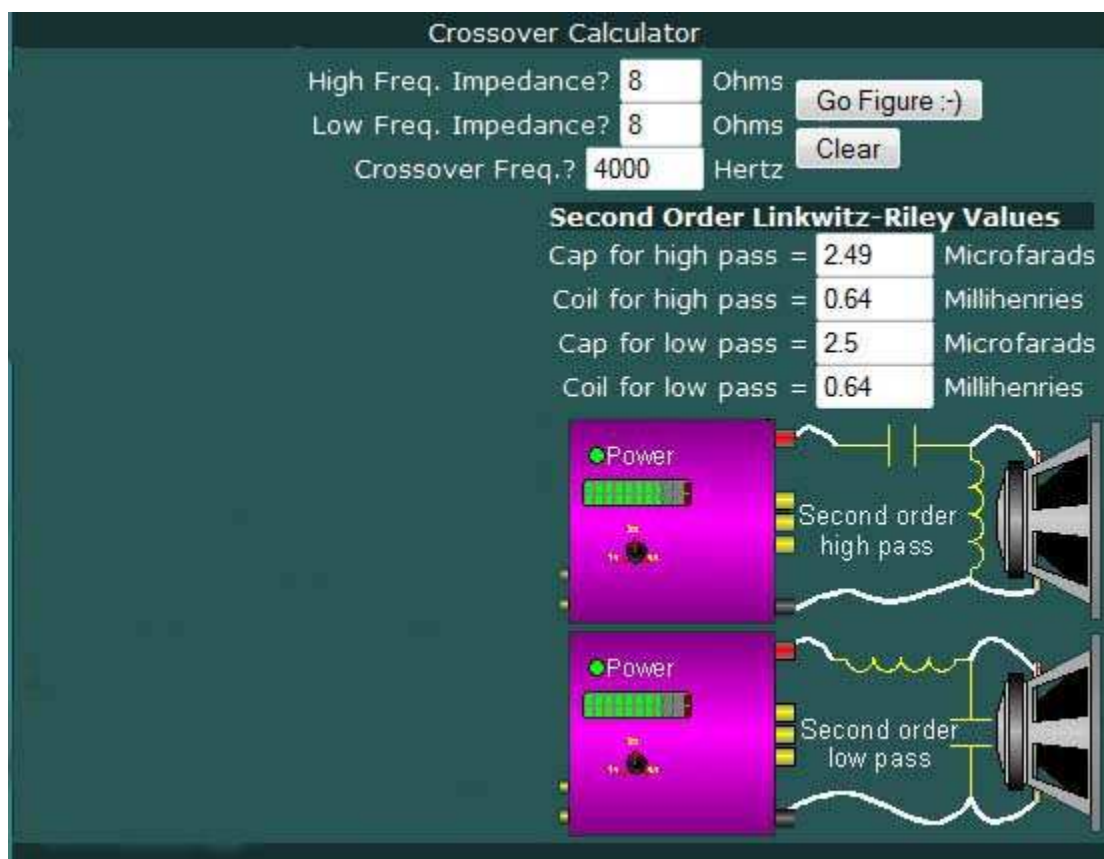 Crossover Calculator
High Freq. Impedance? 8 Ohms
Go Figure :-)
Low Freq. Impedance? 8 Ohms
Clear
Crossover Freq.? 4000 Hertz
Second Order Linkwitz-Riley Values
Cap for high pass = 2.49 Microfarads
Coil for high pass = 0.64 Millihenries
Cap for low pass = 2.5 Microfarads
Coil for low pass = 0.64 Millihenries
Power
Second order
high pass
Power
Second order
low pass